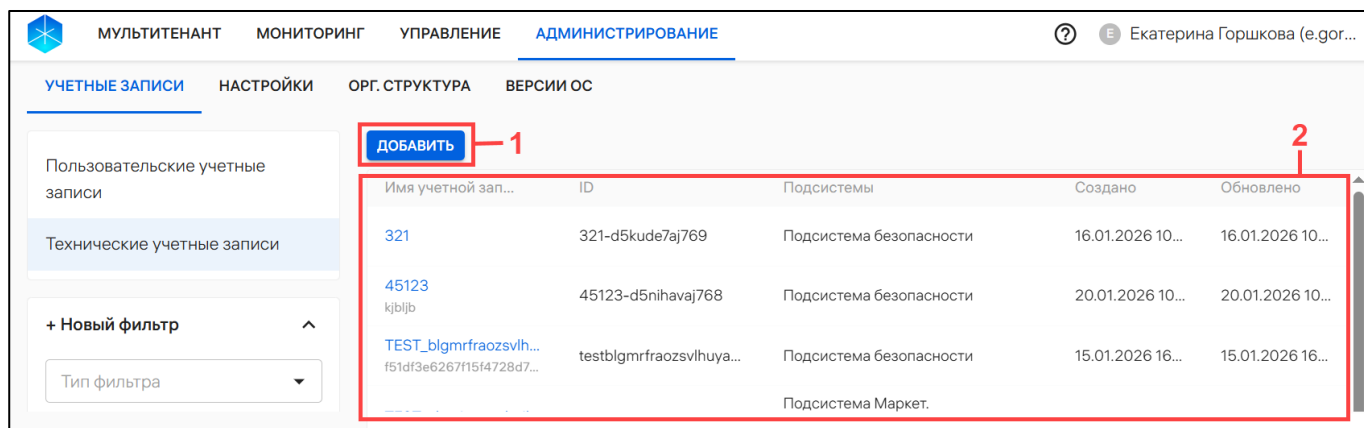 МУЛЬТИТЕНАНТ МОНИТОРИНГ УПРАВЛЕНИЕ АДМИНИСТРИРОВАНИЕ ? E Екатерина Горшкова (e.gor...
УЧЕТНЫЕ ЗАПИСИ НАСТРОЙКИ ОРГ. СТРУКТУРА ВЕРСИИ ОС
Пользовательские учетные
записи
Технические учетные записи
+ Новый фильтр
Тип фильтра
ДОБАВИТЬ 1
2
Имя учетной зап... ID Подсистемы Создано Обновлено
321 321-d5kude7aj769 Подсистема безопасности 16.01.2026 10... 16.01.2026 10...
45123 45123-d5nihavaj768 Подсистема безопасности 20.01.2026 10... 20.01.2026 10...
kjbljb
TEST_blgmrfraozsvlh... testblgmrfraozsvlhuya... Подсистема безопасности 15.01.2026 16... 15.01.2026 16...
f51df3e6267f15f4728d7...
Подсистема Маркет.